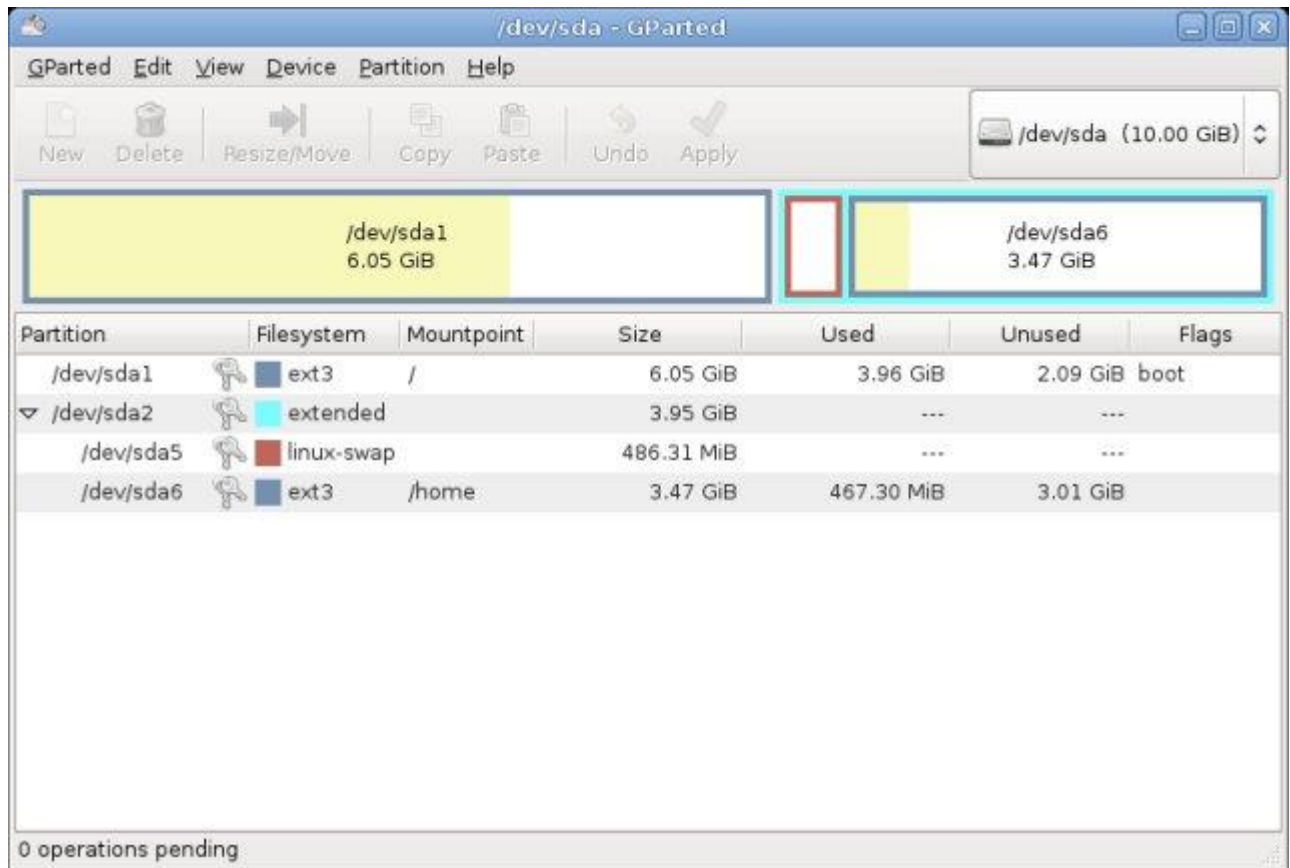 /dev/sda - GParted
GParted Edit View Device Partition Help
New Delete Resize/Move Copy Paste Undo Apply /dev/sda (10.00 GiB)
/dev/sda1
6.05 GiB
/dev/sda6
3.47 GiB
Partition Filesystem Mountpoint Size Used Unused Flags
/dev/sda1 ext3 / 6.05 GiB 3.96 GiB 2.09 GiB boot
/dev/sda2 extended 3.95 GiB --- ---
/dev/sda5 linux-swap 486.31 MiB --- ---
/dev/sda6 ext3 /home 3.47 GiB 467.30 MiB 3.01 GiB
0 operations pending